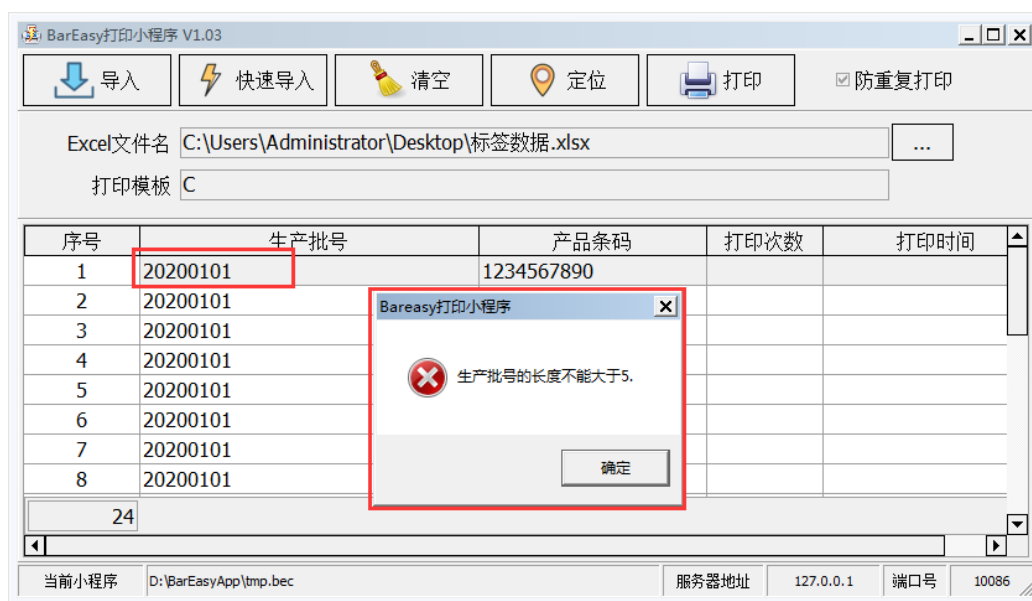 BarEasy打印小程序 V1.03
导入 快速导入 清空 定位 打印 防重复打印
Excel文件名 C:\Users\Administrator\Desktop\标签数据.xlsx ...
打印模板 C
序号 生产批号 产品条码 打印次数 打印时间
1 20200101 1234567890
2 20200101
3 20200101
4 20200101
5 20200101
6 20200101
7 20200101
8 20200101
Bareasy打印小程序
生产批号的长度不能大于5.
确定
24
当前小程序 D:\BarEasyApp\tmp.bec 服务器地址 127.0.0.1 端口号 10086